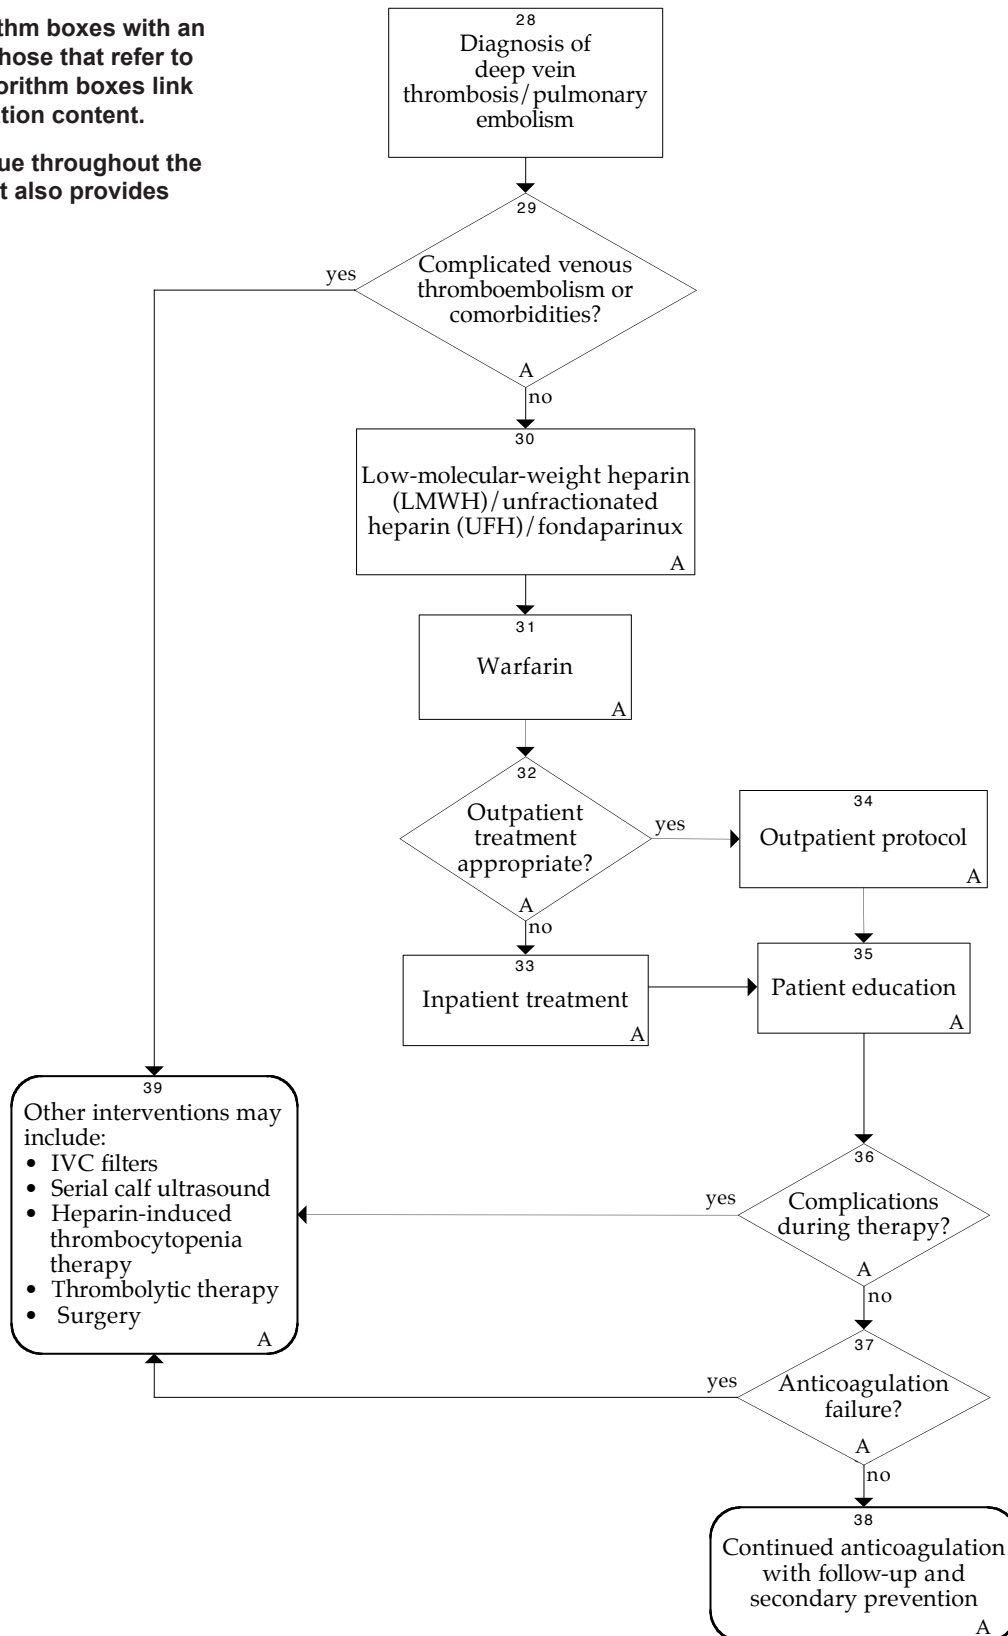 thm boxes with an
hose that refer to
orithm boxes link
ation content.
ue throughout the
t also provides
28
Diagnosis of
deep vein
thrombosis/pulmonary
embolism
29
Complicated venous
thromboembolism or
comorbidities?
A
yes
no
30
Low-molecular-weight heparin
(LMWH)/unfractionated
heparin (UFH)/fondaparinux
A
31
Warfarin
A
32
Outpatient
treatment
appropriate?
A
yes
no
34
Outpatient protocol
A
33
Inpatient treatment
A
35
Patient education
A
36
Complications
during therapy?
A
yes
no
39
Other interventions may
include:
• IVC filters
• Serial calf ultrasound
• Heparin-induced
thrombocytopenia
therapy
• Thrombolytic therapy
• Surgery
A
37
Anticoagulation
failure?
A
yes
no
38
Continued anticoagulation
with follow-up and
secondary prevention
A